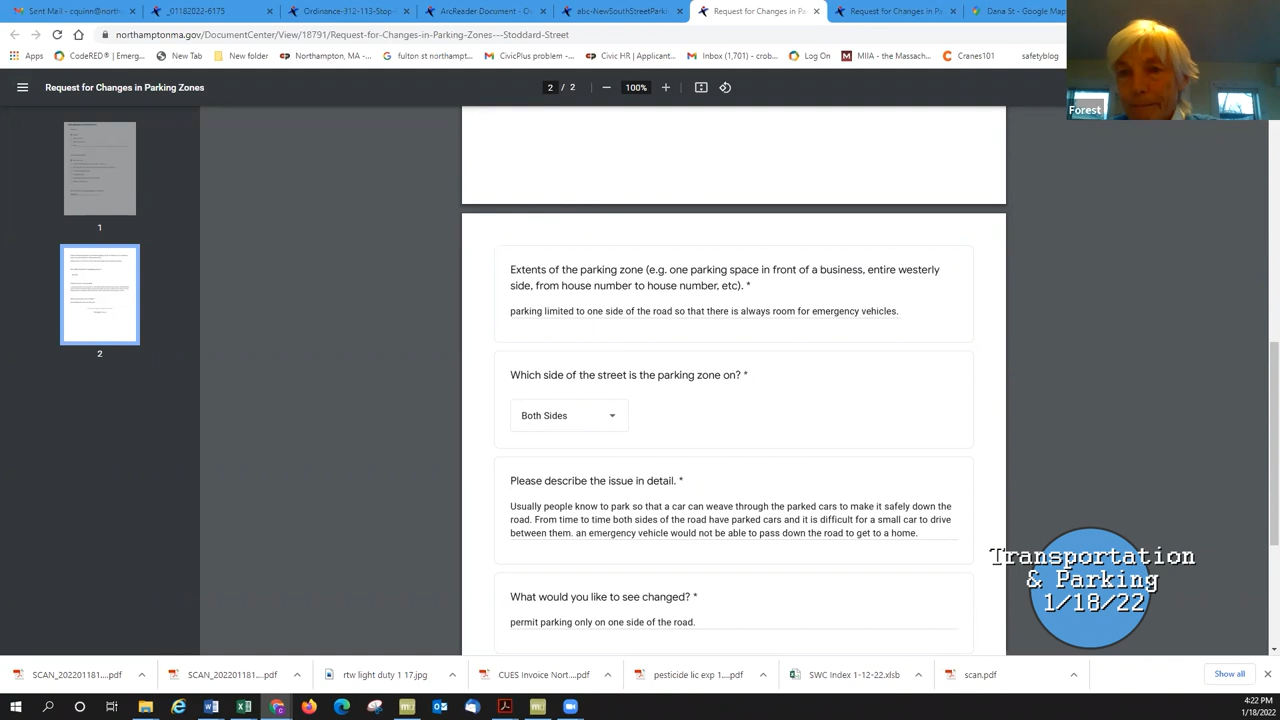 Sent Mail - cquinn@north
_01182022-6175
Ordinance-312-113-Stop-
ArcReader Document - O
abc-NewSouthStreetParki
Request for Changes in Pa
Request for Changes in Pa
Dana St - Google Map
northamptonma.gov/DocumentCenter/View/18791/Request-for-Changes-in-Parking-Zones---Stoddard-Street
Apps
CodeRED® | Emerg...
New Tab
New folder
Northampton, MA -...
fulton st northampt...
CivicPlus problem -...
Civic HR | Applicant...
Inbox (1,701) - crob...
Log On
MIIA - the Massach...
Cranes101
safetyblog
Request for Changes in Parking Zones
2 / 2
100%
Forest
1
2
Extents of the parking zone (e.g. one parking space in front of a business, entire westerly
side, from house number to house number, etc). *
parking limited to one side of the road so that there is always room for emergency vehicles.
Which side of the street is the parking zone on? *
Both Sides
Please describe the issue in detail. *
Usually people know to park so that a car can weave through the parked cars to make it safely down the
road. From time to time both sides of the road have parked cars and it is difficult for a small car to drive
between them. an emergency vehicle would not be able to pass down the road to get to a home.
What would you like to see changed? *
permit parking only on one side of the road.
Transportation
& Parking
1/18/22
SCAN_202201181....pdf
SCAN_202201181....pdf
rtw light duty 1 17.jpg
CUES Invoice Nort....pdf
pesticide lic exp 1....pdf
SWC Index 1-12-22.xlsb
scan.pdf
Show all
4:22 PM
1/18/2022